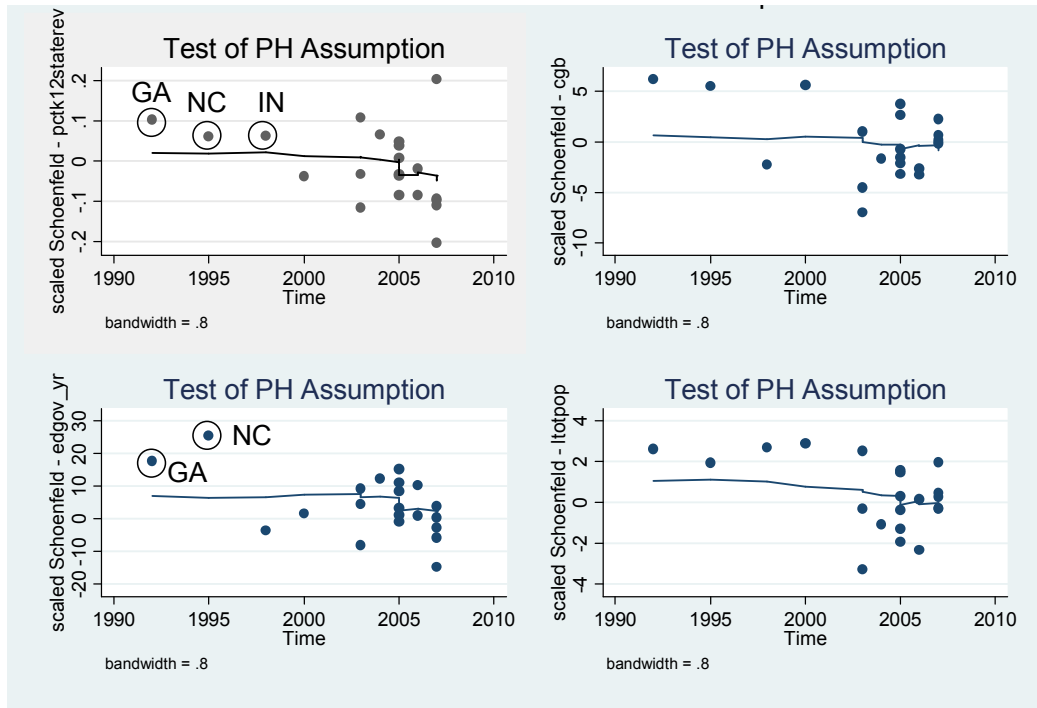 Test of PH Assumption
scaled Schoenfeld - pctk12staterev
.2
.1
0
-.1
-.2
GA
NC
IN
1990 1995 2000 2005 2010
Time
bandwidth = .8
Test of PH Assumption
scaled Schoenfeld - cgb
5
0
-5
-10
1990 1995 2000 2005 2010
Time
bandwidth = .8
Test of PH Assumption
scaled Schoenfeld - edgov_yr
30
20
10
0
-10
-20
NC
GA
1990 1995 2000 2005 2010
Time
bandwidth = .8
Test of PH Assumption
scaled Schoenfeld - ltotpop
4
2
0
-2
-4
1990 1995 2000 2005 2010
Time
bandwidth = .8